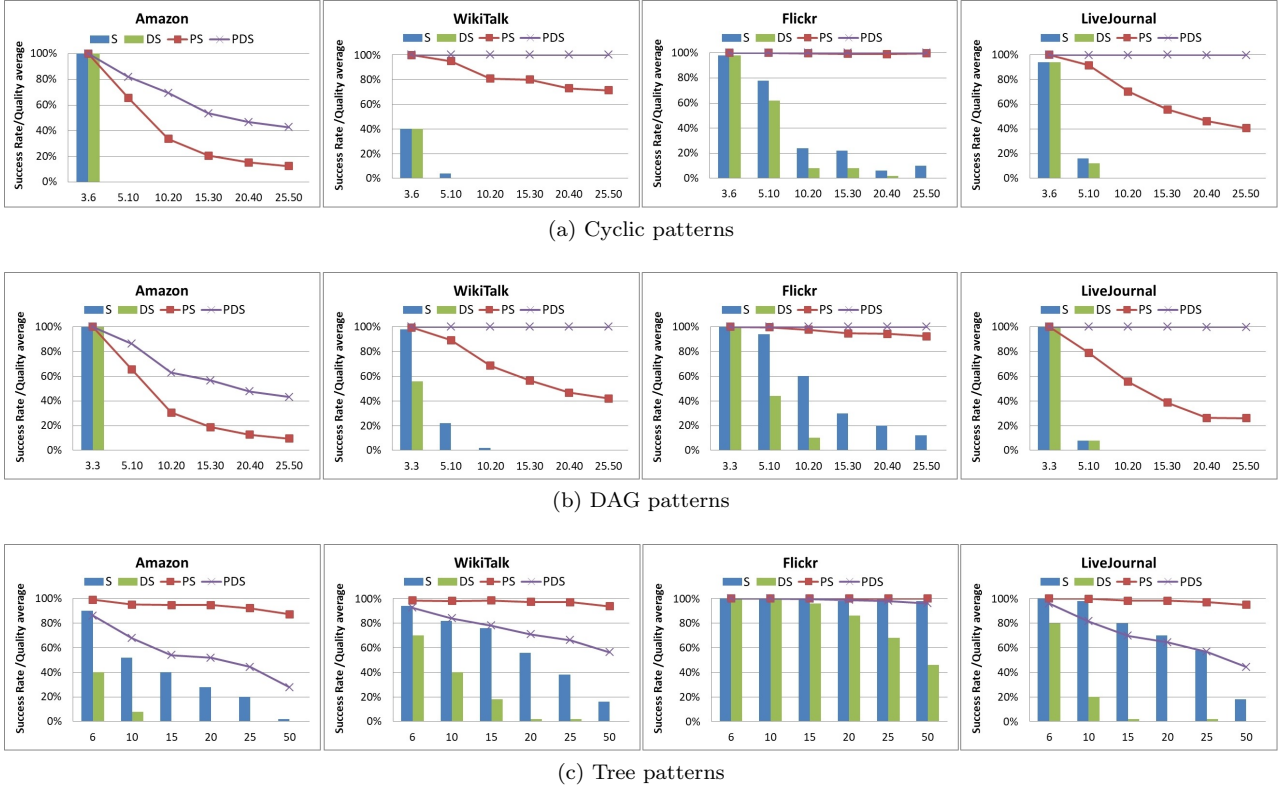 Amazon
S DS PS PDS
Success Rate/Quality average
100%
80%
60%
40%
20%
0%
3.6 5.10 10.20 15.30 20.40 25.50
WikiTalk
S DS PS PDS
Success Rate/Quality average
100%
80%
60%
40%
20%
0%
3.6 5.10 10.20 15.30 20.40 25.50
Flickr
S DS PS PDS
Success Rate/Quality average
100%
80%
60%
40%
20%
0%
3.6 5.10 10.20 15.30 20.40 25.50
LiveJournal
S DS PS PDS
Success Rate/Quality average
100%
80%
60%
40%
20%
0%
3.6 5.10 10.20 15.30 20.40 25.50
(a) Cyclic patterns
Amazon
S DS PS PDS
Success Rate /Quality average
100%
80%
60%
40%
20%
0%
3.3 5.10 10.20 15.30 20.40 25.50
WikiTalk
S DS PS PDS
Success Rate /Quality average
100%
80%
60%
40%
20%
0%
3.3 5.10 10.20 15.30 20.40 25.50
Flickr
S DS PS PDS
Success Rate /Quality average
100%
80%
60%
40%
20%
0%
3.3 5.10 10.20 15.30 20.40 25.50
LiveJournal
S DS PS PDS
Success Rate /Quality average
100%
80%
60%
40%
20%
0%
3.3 5.10 10.20 15.30 20.40 25.50
(b) DAG patterns
Amazon
S DS PS PDS
Success Rate /Quality average
100%
80%
60%
40%
20%
0%
6 10 15 20 25 50
WikiTalk
S DS PS PDS
Success Rate /Quality average
100%
80%
60%
40%
20%
0%
6 10 15 20 25 50
Flickr
S DS PS PDS
Success Rate /Quality average
100%
80%
60%
40%
20%
0%
6 10 15 20 25 50
LiveJournal
S DS PS PDS
Success Rate /Quality average
100%
80%
60%
40%
20%
0%
6 10 15 20 25 50
(c) Tree patterns